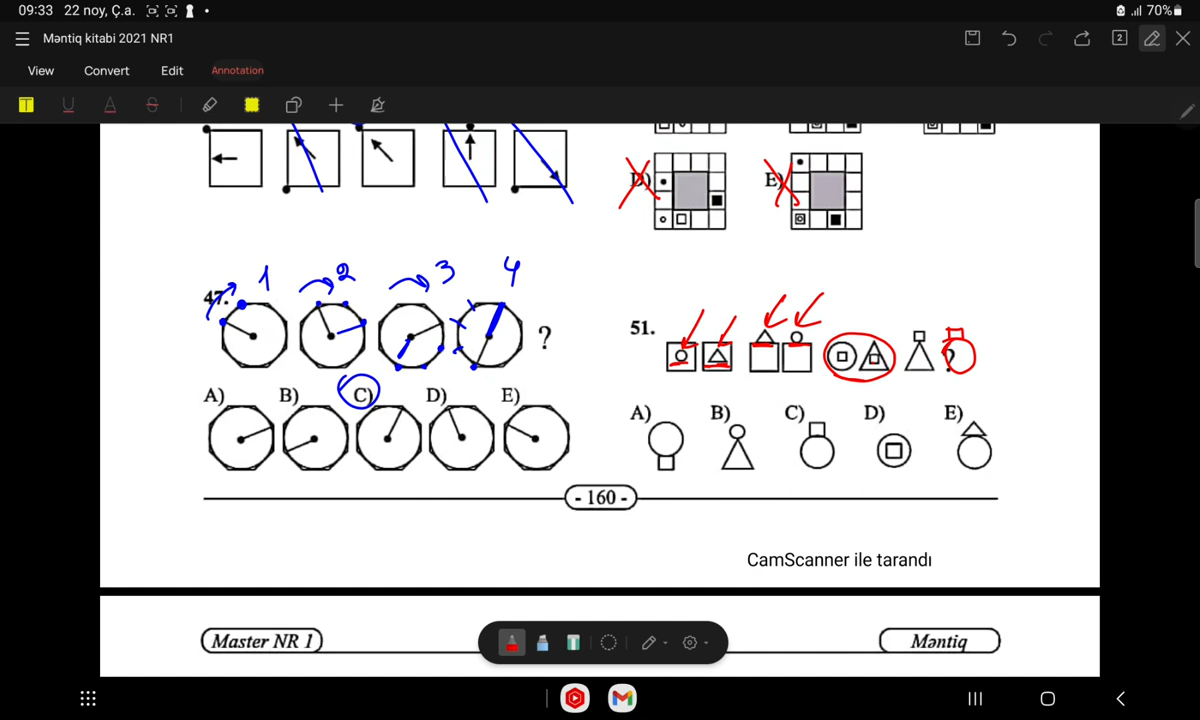 09:33 22 noy, Ç.a. 70%
Məntiq kitabi 2021 NR1 2
View Convert Edit Annotation
T U A S
D) E)
1 2 3 4
47. ?
51. ?
A) B) C) D) E)
A) B) C) D) E)
- 160 -
CamScanner ile tarandı
Master NR 1 Məntiq